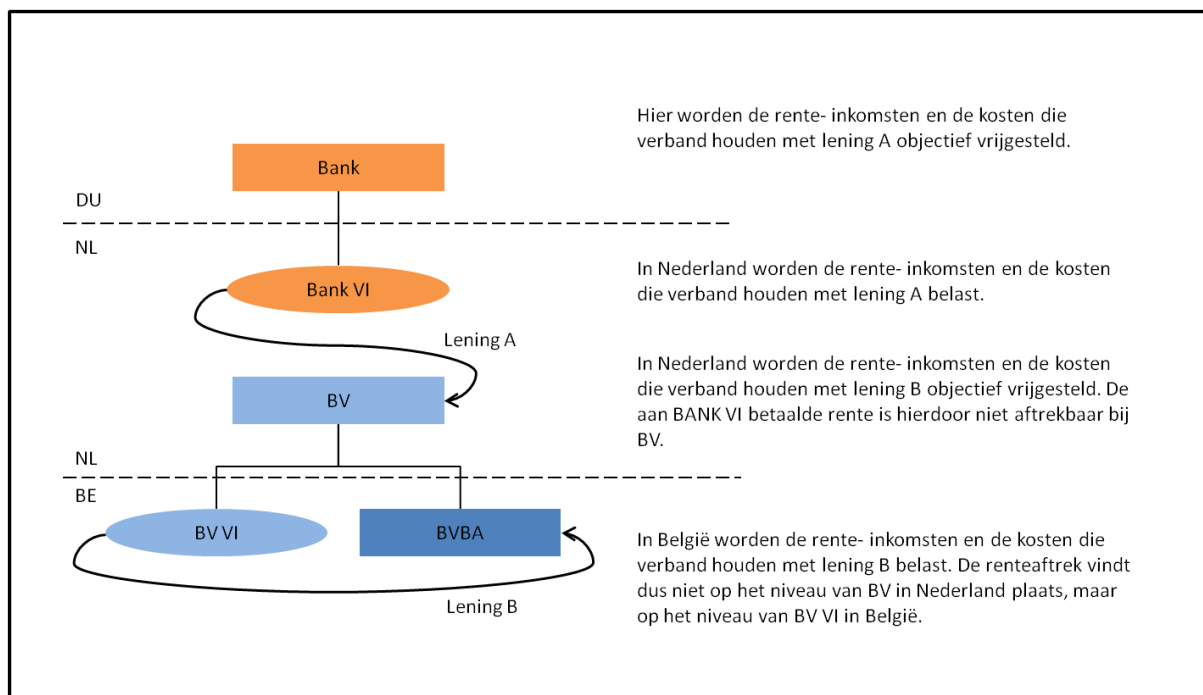 Hier worden de rente- inkomsten en de kosten die
verband houden met lening A objectief vrijgesteld.
Bank
DU
NL
In Nederland worden de rente- inkomsten en de kosten
die verband houden met lening A belast.
Bank VI
Lening A
In Nederland worden de rente- inkomsten en de kosten
die verband houden met lening B objectief vrijgesteld. De
aan BANK VI betaalde rente is hierdoor niet aftrekbaar bij
BV.
BV
NL
BE
BV VI
BVBA
In België worden de rente- inkomsten en de kosten die
verband houden met lening B belast. De renteaftrek vindt
dus niet op het niveau van BV in Nederland plaats, maar
op het niveau van BV VI in België.
Lening B